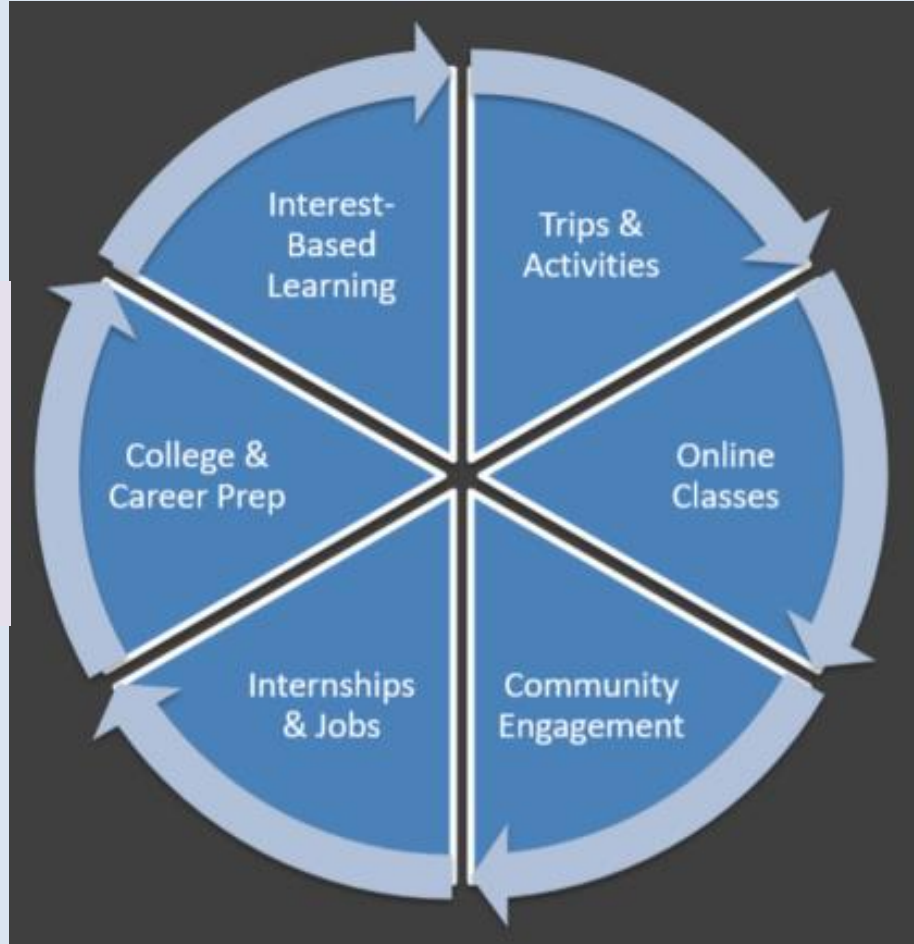 Interest-
Based
Learning
Trips &
Activities
Online
Classes
Community
Engagement
Internships
& Jobs
College &
Career Prep